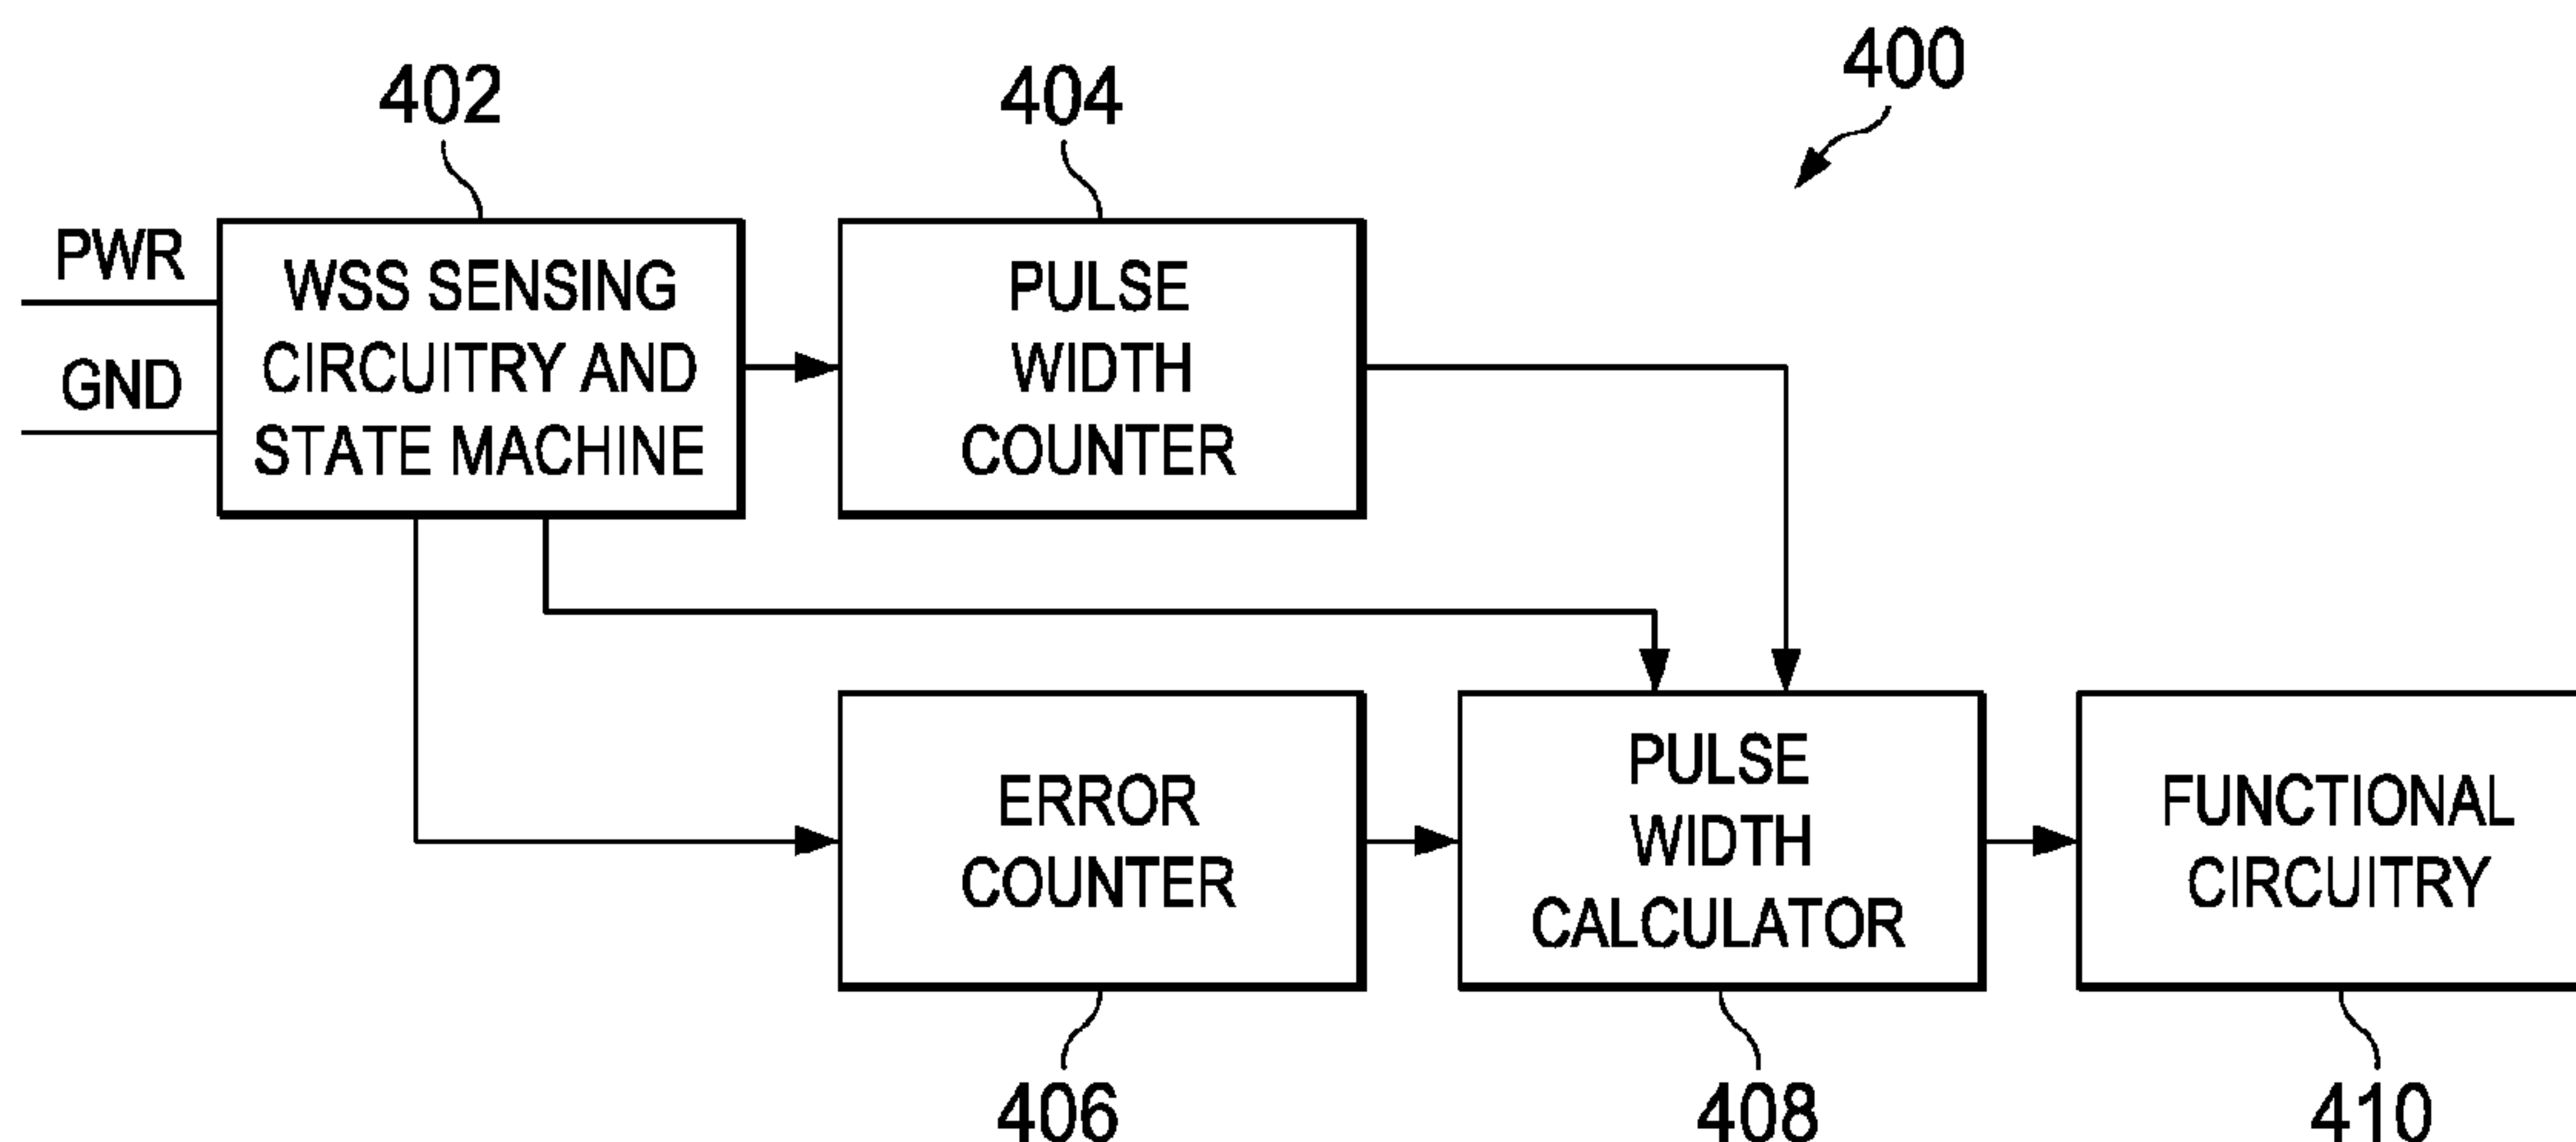 400
402
404
PWR
GND
WSS SENSING
CIRCUITRY AND
STATE MACHINE
PULSE
WIDTH
COUNTER
ERROR
COUNTER
PULSE
WIDTH
CALCULATOR
FUNCTIONAL
CIRCUITRY
406
408
410